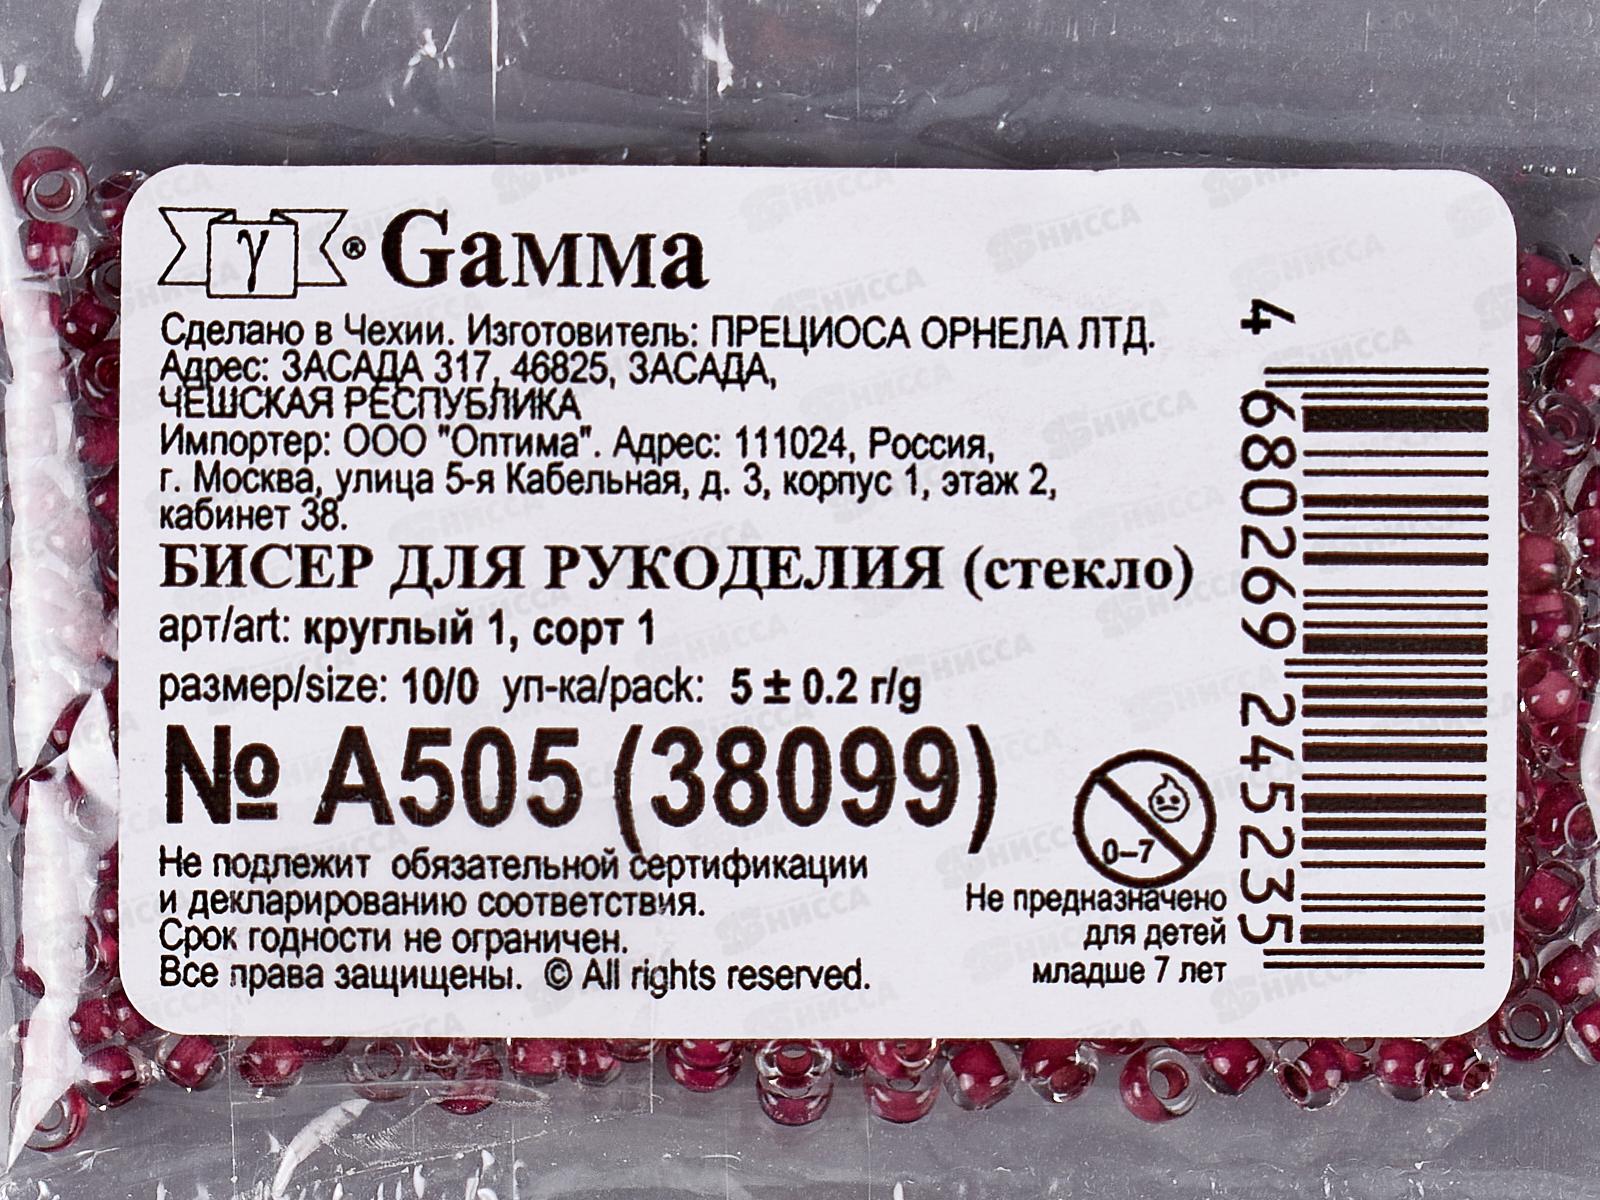 γ ® Gамма
Сделано в Чехии. Изготовитель: ПРЕЦИОСА ОРНЕЛА ЛТД.
Адрес: ЗАСАДА 317, 46825, ЗАСАДА,
ЧЕШСКАЯ РЕСПУБЛИКА
Импортер: ООО "Оптима". Адрес: 111024, Россия,
г. Москва, улица 5-я Кабельная, д. 3, корпус 1, этаж 2,
кабинет 38.
БИСЕР ДЛЯ РУКОДЕЛИЯ (стекло)
арт/art: круглый 1, сорт 1
размер/size: 10/0 уп-ка/pack: 5 ± 0.2 г/g
№ А505 (38099)
Не подлежит обязательной сертификации
и декларированию соответствия.
Срок годности не ограничен.
Все права защищены. © All rights reserved.
0–7
Не предназначено
для детей
младше 7 лет
4 680269 245235
НИССА